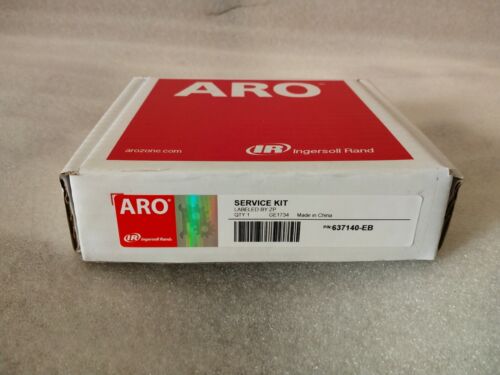 ARO
arozone.com
IR Ingersoll Rand
ARO
IR Ingersoll Rand
SERVICE KIT
LABELED BY:ZP
QTY 1 GE1734 Made in China
P/N 637140-EB